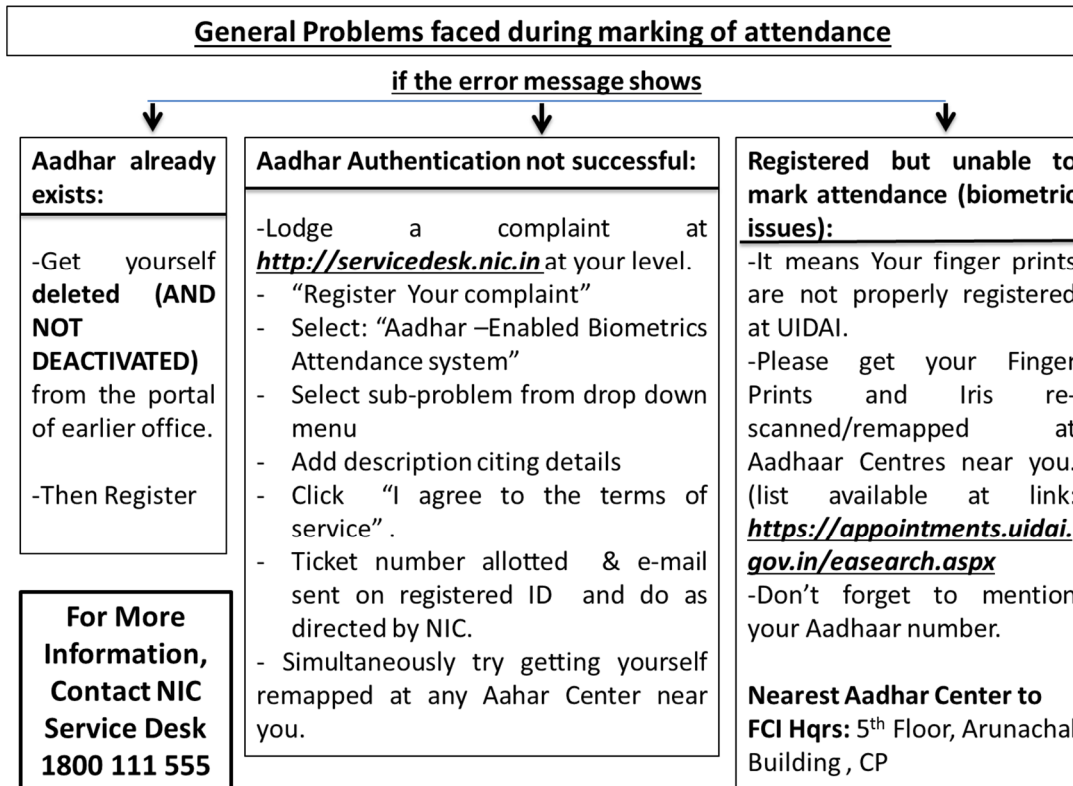 General Problems faced during marking of attendance
if the error message shows
Aadhar already
exists:
-Get yourself
deleted (AND
NOT
DEACTIVATED)
from the portal
of earlier office.
-Then Register
For More
Information,
Contact NIC
Service Desk
1800 111 555
Aadhar Authentication not successful:
-Lodge a complaint at
http://servicedesk.nic.in at your level.
- “Register Your complaint”
- Select: “Aadhar –Enabled Biometrics
Attendance system”
- Select sub-problem from drop down
menu
- Add description citing details
- Click “I agree to the terms of
service” .
- Ticket number allotted & e-mail
sent on registered ID and do as
directed by NIC.
- Simultaneously try getting yourself
remapped at any Aahar Center near
you.
Registered but unable to
mark attendance (biometric
issues):
-It means Your finger prints
are not properly registered
at UIDAI.
-Please get your Finger
Prints and Iris re-
scanned/remapped at
Aadhaar Centres near you.
(list available at link:
https://appointments.uidai.
gov.in/easearch.aspx
-Don’t forget to mention
your Aadhaar number.
Nearest Aadhar Center to
FCI Hqrs: 5th Floor, Arunachal
Building , CP